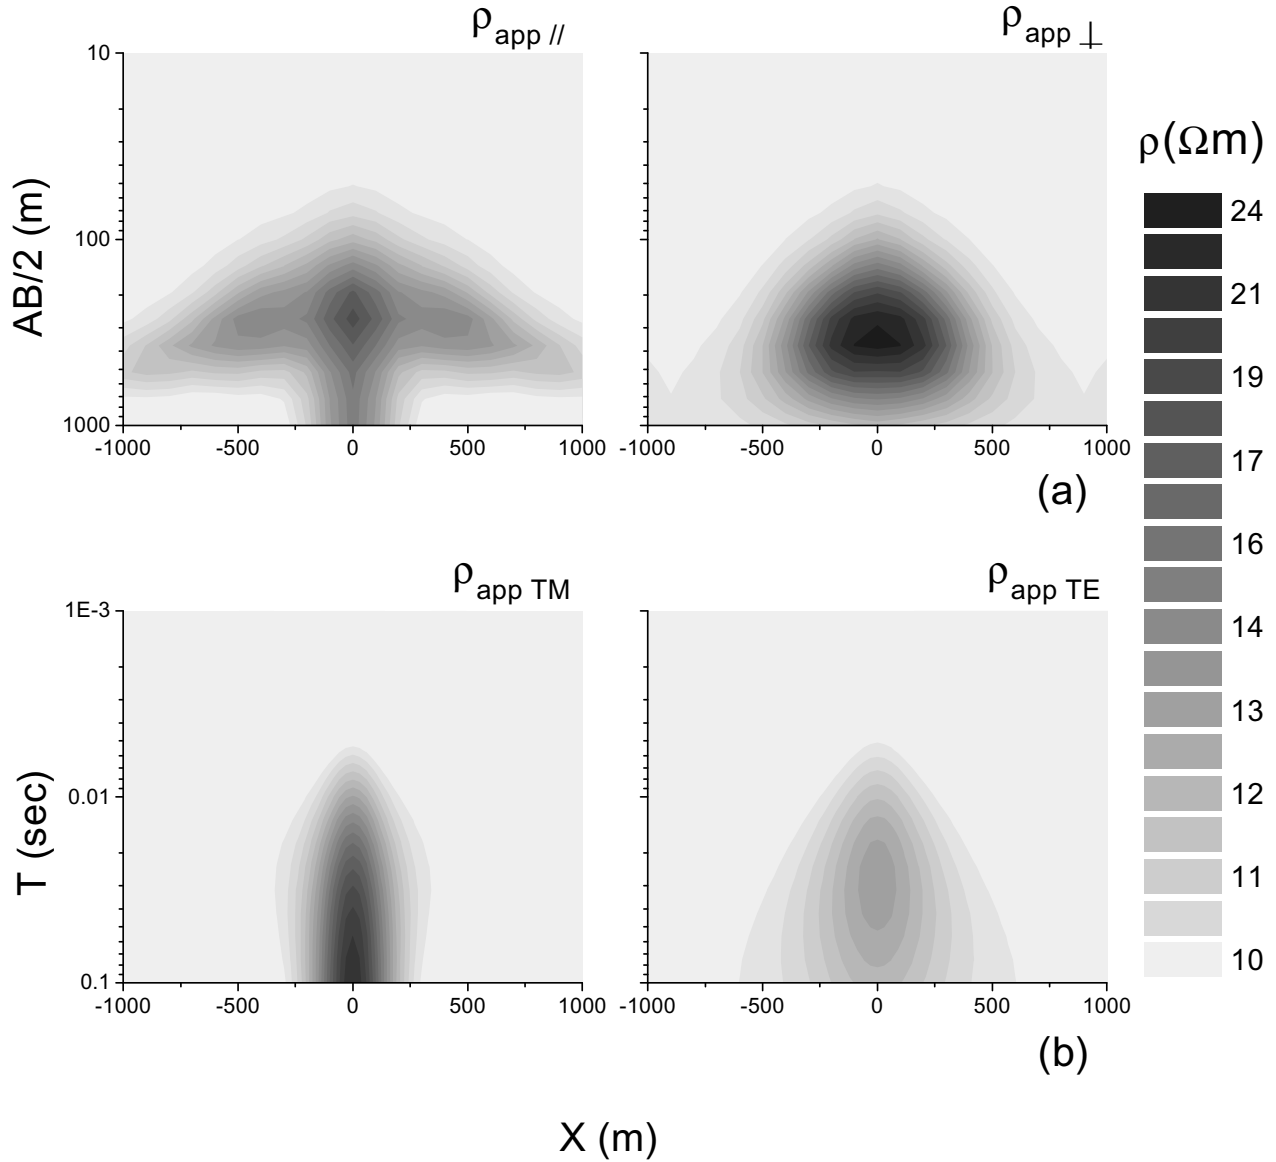 ρapp //
ρapp ⊥
10
100
1000
AB/2 (m)
-1000 -500 0 500 1000
-1000 -500 0 500 1000
(a)
ρ(Ωm)
24
21
19
17
16
14
13
12
11
10
ρapp TM
ρapp TE
1E-3
0.01
0.1
T (sec)
-1000 -500 0 500 1000
-1000 -500 0 500 1000
(b)
X (m)